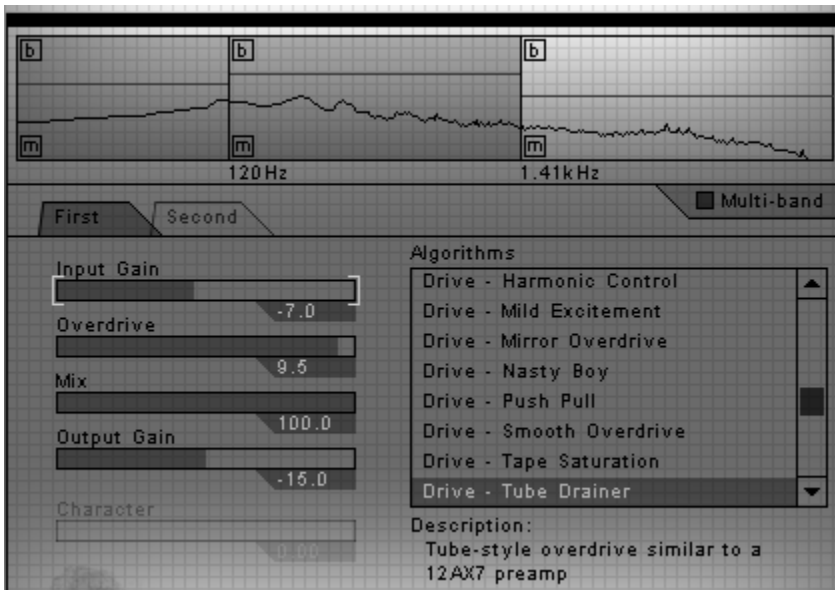 b b b
m m m
120Hz 1.41kHz
Multi-band
First Second
Input Gain
-7.0
Overdrive
9.5
Mix
100.0
Output Gain
-15.0
Character
0.00
Algorithms
Drive - Harmonic Control
Drive - Mild Excitement
Drive - Mirror Overdrive
Drive - Nasty Boy
Drive - Push Pull
Drive - Smooth Overdrive
Drive - Tape Saturation
Drive - Tube Drainer
Description:
Tube-style overdrive similar to a
12AX7 preamp